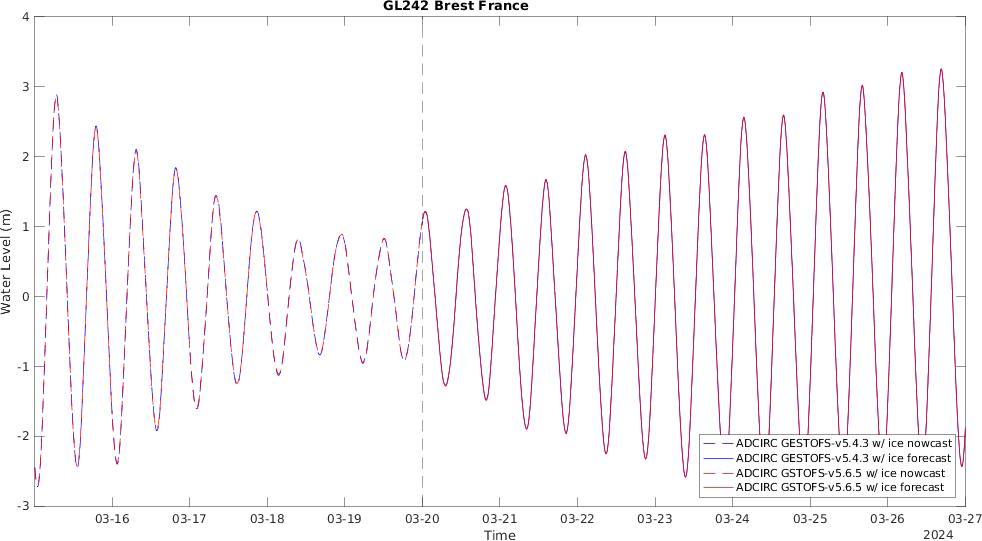 GL242 Brest France
4
3
2
1
0
-1
-2
-3
Water Level (m)
ADCIRC GESTOFS-v5.4.3 w/ ice nowcast
ADCIRC GESTOFS-v5.4.3 w/ ice forecast
ADCIRC GSTOFS-v5.6.5 w/ ice nowcast
ADCIRC GSTOFS-v5.6.5 w/ ice forecast
03-16 03-17 03-18 03-19 03-20 03-21 03-22 03-23 03-24 03-25 03-26 03-27
Time
2024